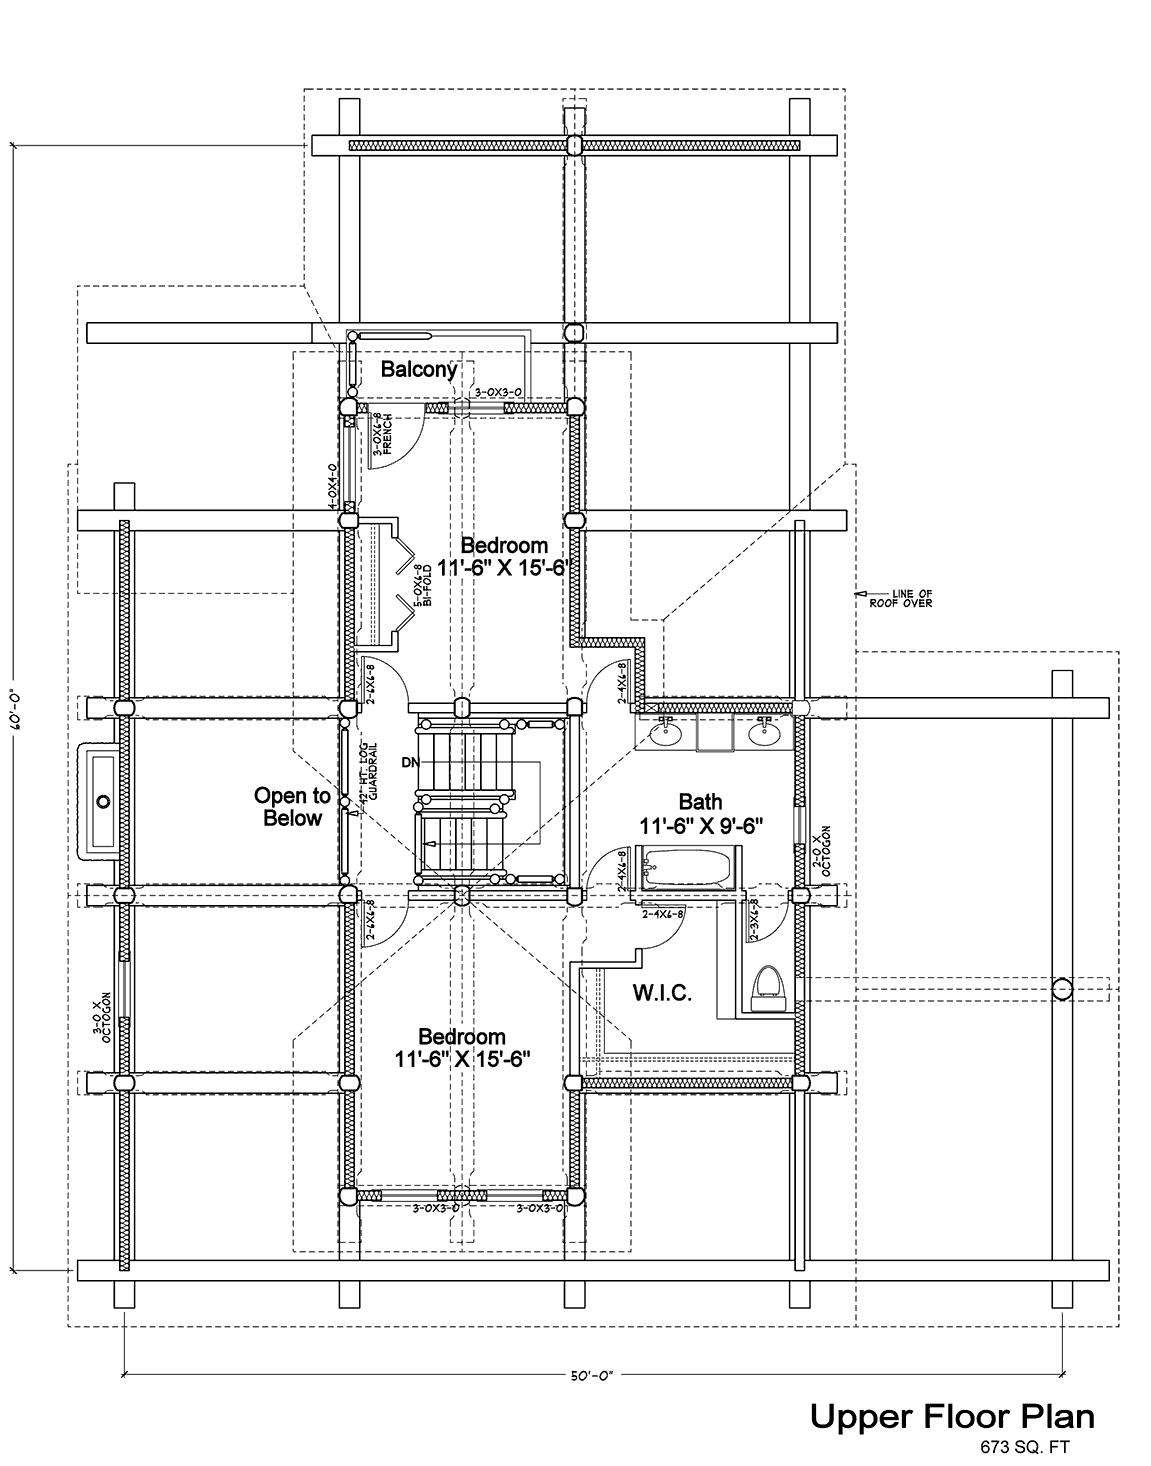 Balcony
3-0X3-0
3-0X6-8
FRENCH
4-0X4-0
Bedroom
11'-6" X 15'-6"
5-0X6-8
BI-FOLD
LINE OF
ROOF OVER
2-6X6-8
2-4X6-8
60'-0"
DN
42" HT. LOG
GUARDRAIL
Open to
Below
Bath
11'-6" X 9'-6"
2-0 X
OCTOGON
2-4X6-8
2-4X6-8
2-3X6-8
2-6X6-8
W.I.C.
3-0 X
OCTOGON
Bedroom
11'-6" X 15'-6"
3-0X3-0
3-0X3-0
50'-0"
Upper Floor Plan
673 SQ. FT